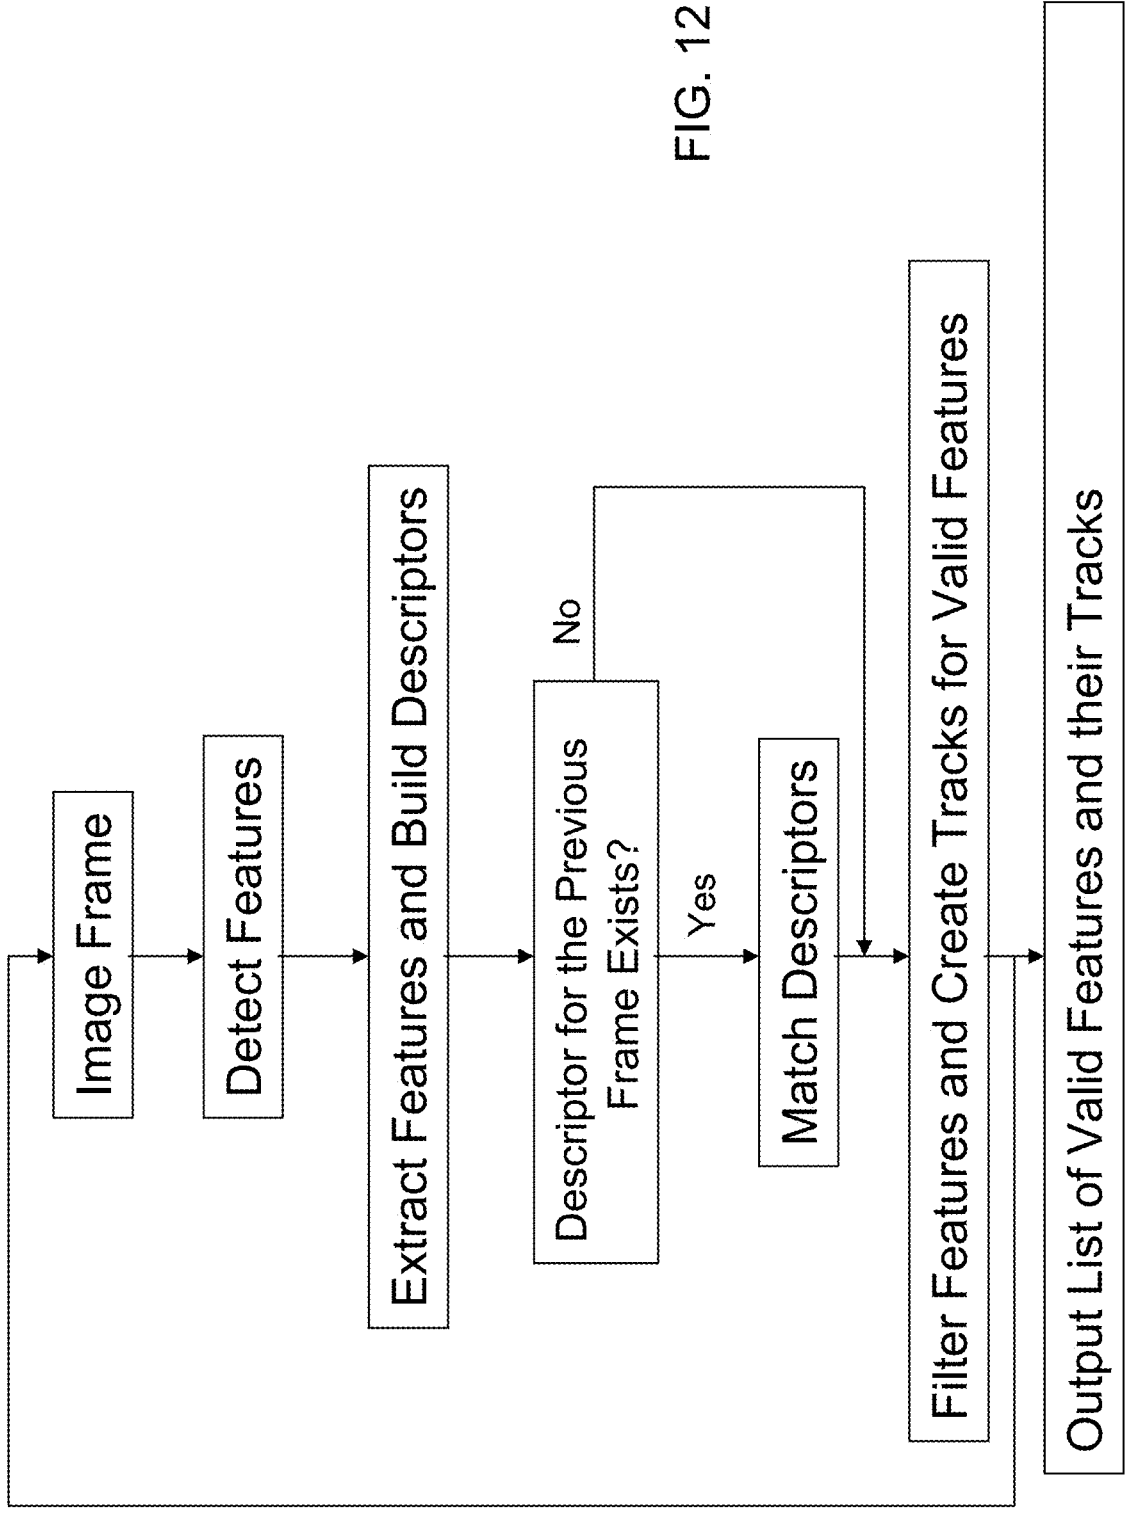 Image Frame
Detect Features
Extract Features and Build Descriptors
Descriptor for the Previous
Frame Exists?
No
Yes
Match Descriptors
Filter Features and Create Tracks for Valid Features
Output List of Valid Features and their Tracks
FIG. 12